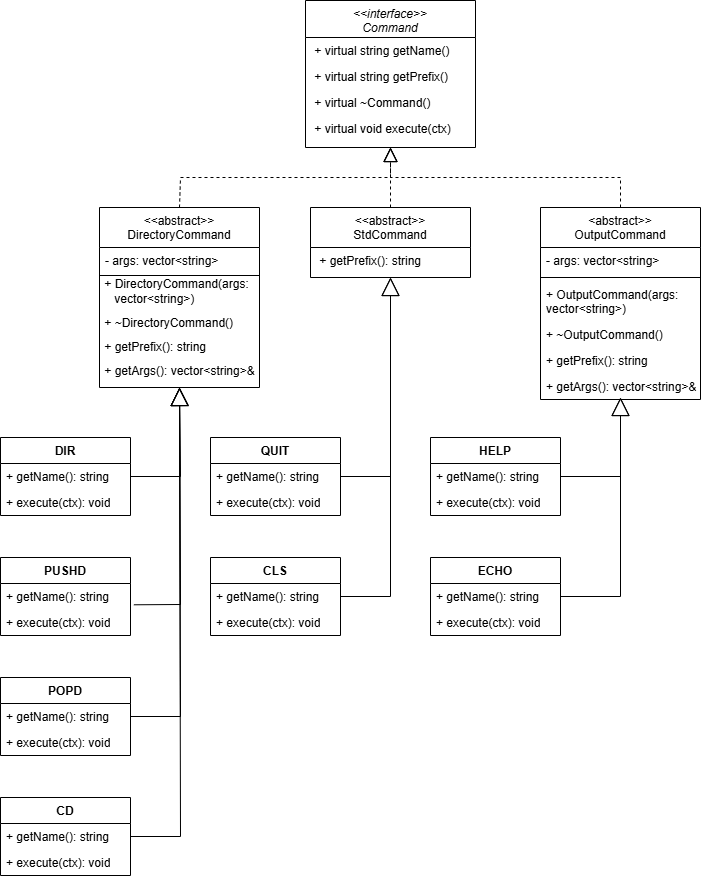 <<interface>>
Command
+ virtual string getName()
+ virtual string getPrefix()
+ virtual ~Command()
+ virtual void execute(ctx)
<<abstract>>
DirectoryCommand
- args: vector<string>
+ DirectoryCommand(args:
vector<string>)
+ ~DirectoryCommand()
+ getPrefix(): string
+ getArgs(): vector<string>&
<<abstract>>
StdCommand
+ getPrefix(): string
<abstract>>
OutputCommand
- args: vector<string>
+ OutputCommand(args:
vector<string>)
+ ~OutputCommand()
+ getPrefix(): string
+ getArgs(): vector<string>&
DIR
+ getName(): string
+ execute(ctx): void
QUIT
+ getName(): string
+ execute(ctx): void
HELP
+ getName(): string
+ execute(ctx): void
PUSHD
+ getName(): string
+ execute(ctx): void
CLS
+ getName(): string
+ execute(ctx): void
ECHO
+ getName(): string
+ execute(ctx): void
POPD
+ getName(): string
+ execute(ctx): void
CD
+ getName(): string
+ execute(ctx): void